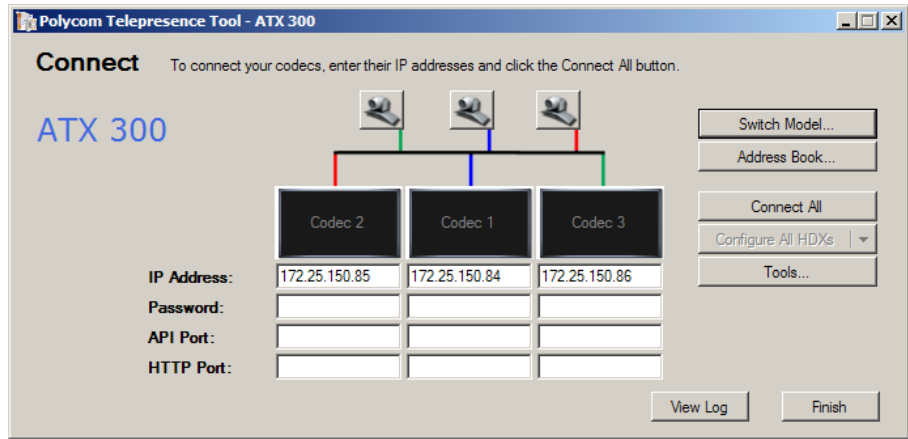 Polycom Telepresence Tool - ATX 300
Connect To connect your codecs, enter their IP addresses and click the Connect All button.
ATX 300
Switch Model...
Address Book...
Codec 2 Codec 1 Codec 3
Connect All
Configure All HDXs
IP Address: 172.25.150.85 172.25.150.84 172.25.150.86
Tools...
Password:
API Port:
HTTP Port:
View Log Finish